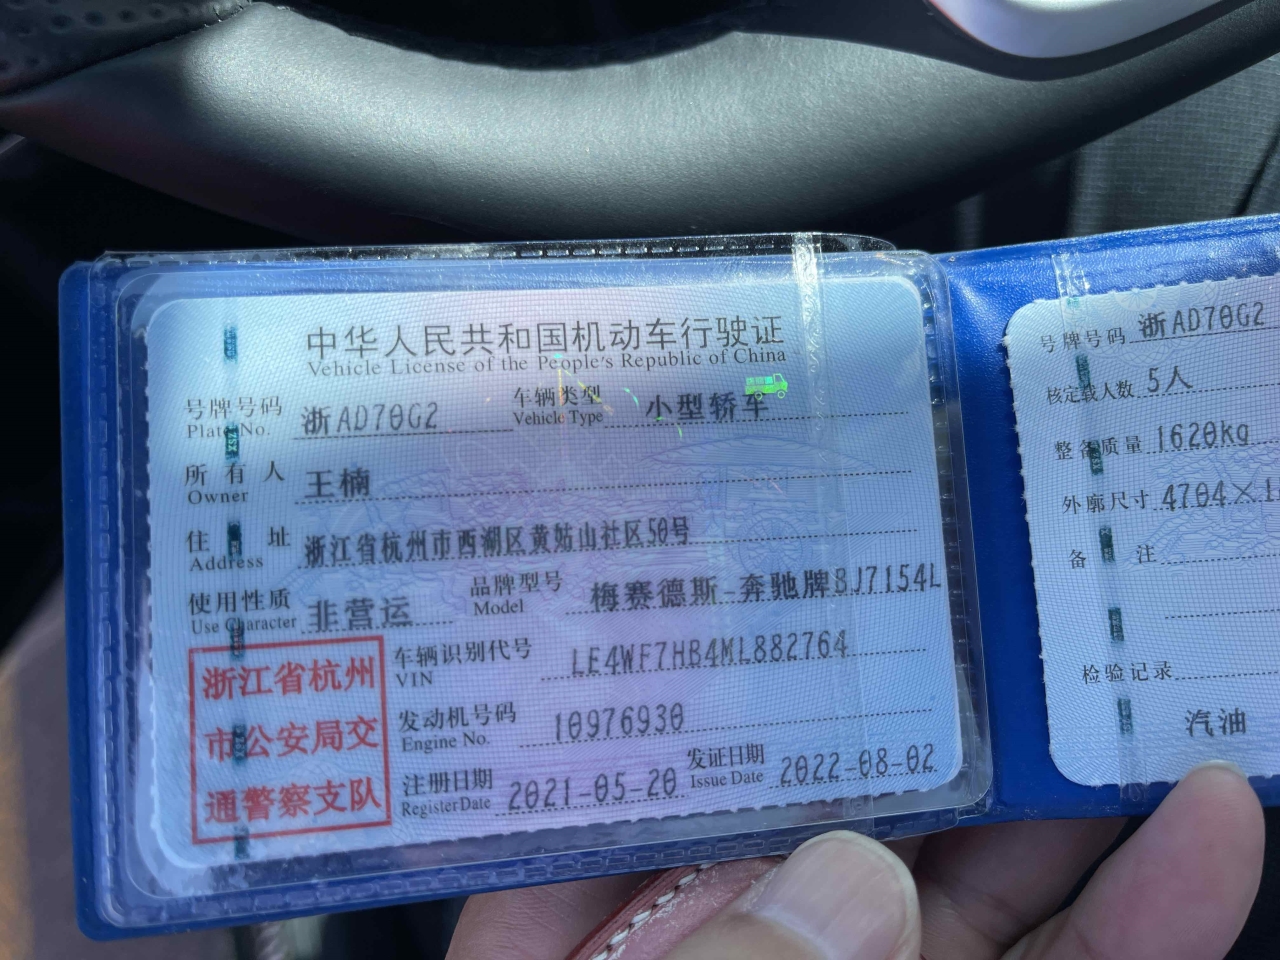 中华人民共和国机动车行驶证
Vehicle License of the People's Republic of China
号牌号码 浙AD70G2 车辆类型 小型轿车
Plate No. Vehicle Type
所有人 王楠
Owner
住址 浙江省杭州市西湖区黄姑山社区50号
Address
使用性质 非营运 品牌型号 梅赛德斯-奔驰牌BJ7154L
Use Character Model
浙江省杭州
市公安局交
通警察支队
车辆识别代号 LE4WF7HB4ML882764
VIN
发动机号码 10976930
Engine No.
注册日期 2021-05-20 发证日期 2022-08-02
Register Date Issue Date
号牌号码 浙AD70G2
核定载人数 5人
整备质量 1620kg
外廓尺寸 4704×1
备注
检验记录
汽油